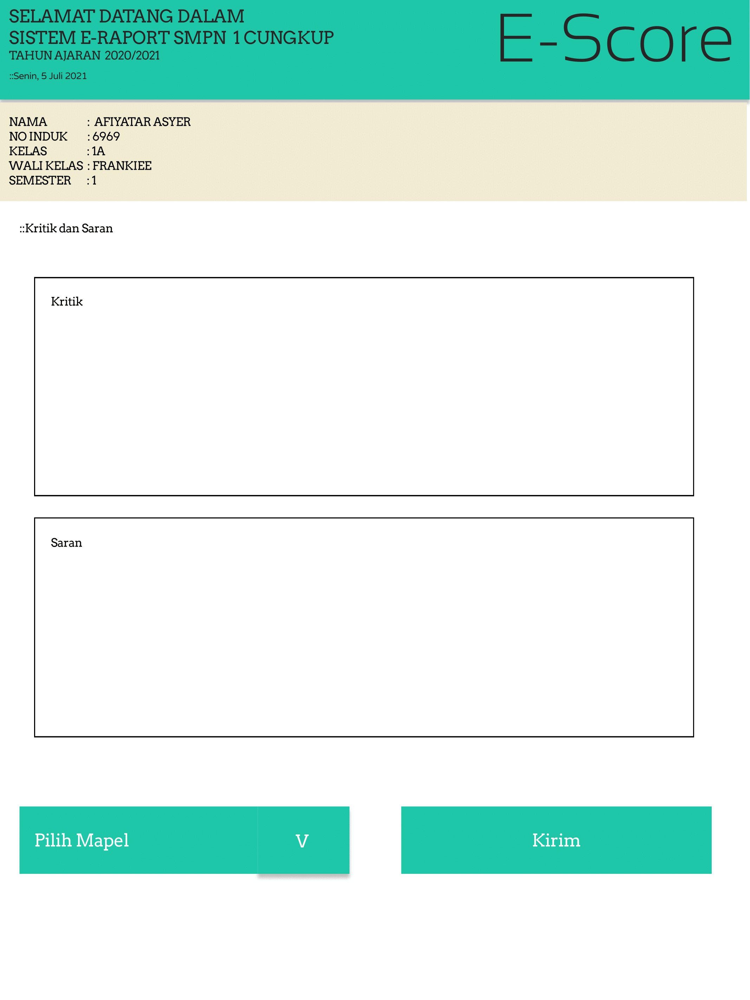 SELAMAT DATANG DALAM
SISTEM E-RAPORT SMPN 1 CUNGKUP
TAHUN AJARAN 2020/2021
::Senin, 5 Juli 2021
E-Score
NAMA : AFIYATAR ASYER
NO INDUK : 6969
KELAS : 1A
WALI KELAS : FRANKIEE
SEMESTER : 1
::Kritik dan Saran
Kritik
Saran
Pilih Mapel V
Kirim